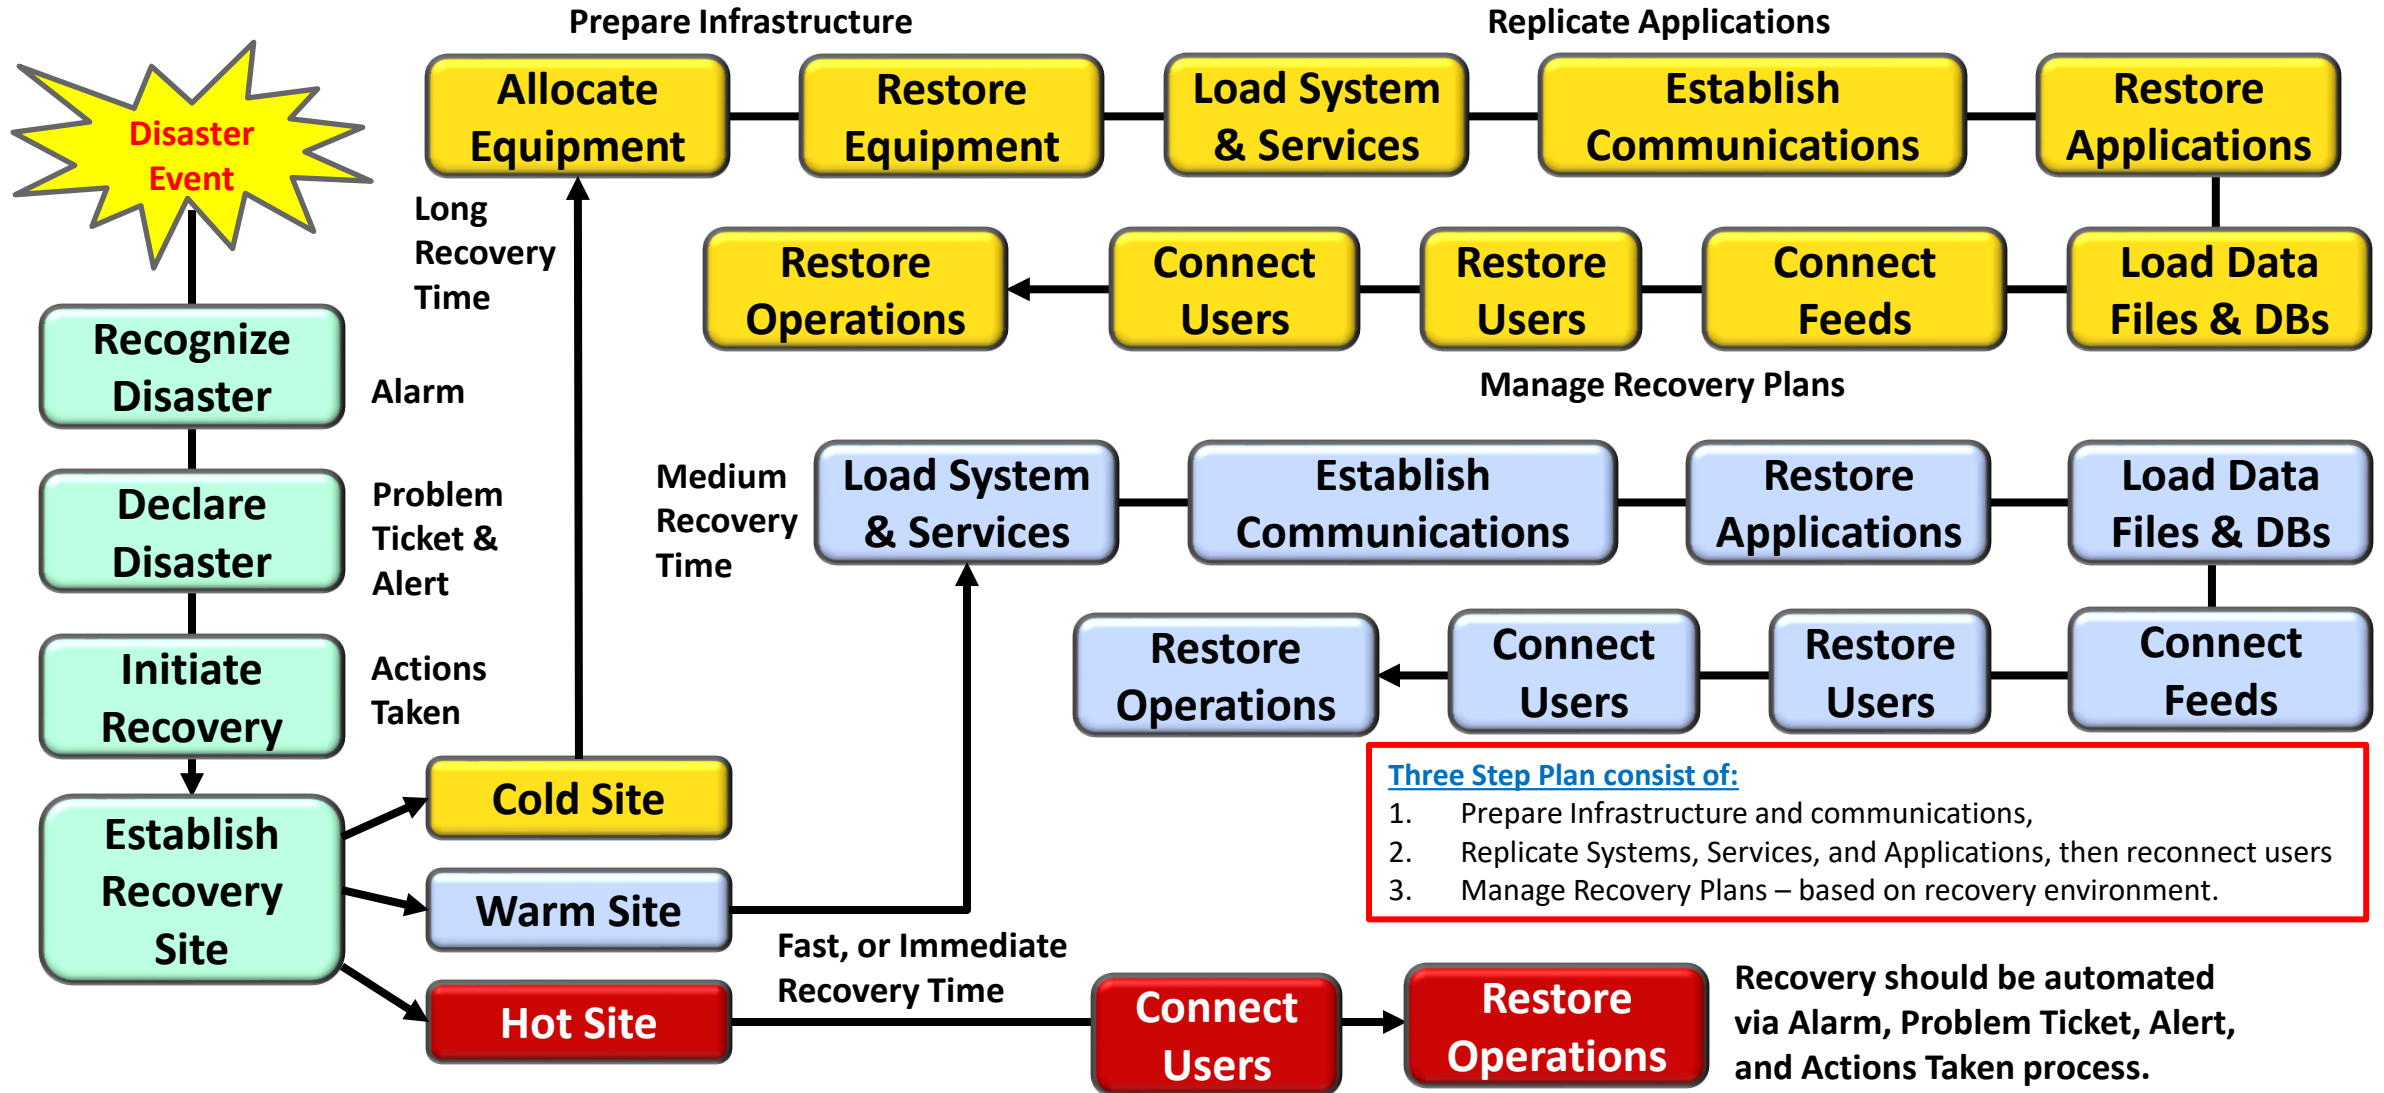 Prepare Infrastructure
Replicate Applications
Disaster
Event
Allocate
Equipment
Restore
Equipment
Load System
& Services
Establish
Communications
Restore
Applications
Long
Recovery
Time
Restore
Operations
Connect
Users
Restore
Users
Connect
Feeds
Load Data
Files & DBs
Manage Recovery Plans
Recognize
Disaster
Alarm
Declare
Disaster
Problem
Ticket &
Alert
Medium
Recovery
Time
Load System
& Services
Establish
Communications
Restore
Applications
Load Data
Files & DBs
Initiate
Recovery
Actions
Taken
Restore
Operations
Connect
Users
Restore
Users
Connect
Feeds
Establish
Recovery
Site
Cold Site
Warm Site
Hot Site
Three Step Plan consist of:
1. Prepare Infrastructure and communications,
2. Replicate Systems, Services, and Applications, then reconnect users
3. Manage Recovery Plans – based on recovery environment.
Fast, or Immediate
Recovery Time
Connect
Users
Restore
Operations
Recovery should be automated
via Alarm, Problem Ticket, Alert,
and Actions Taken process.